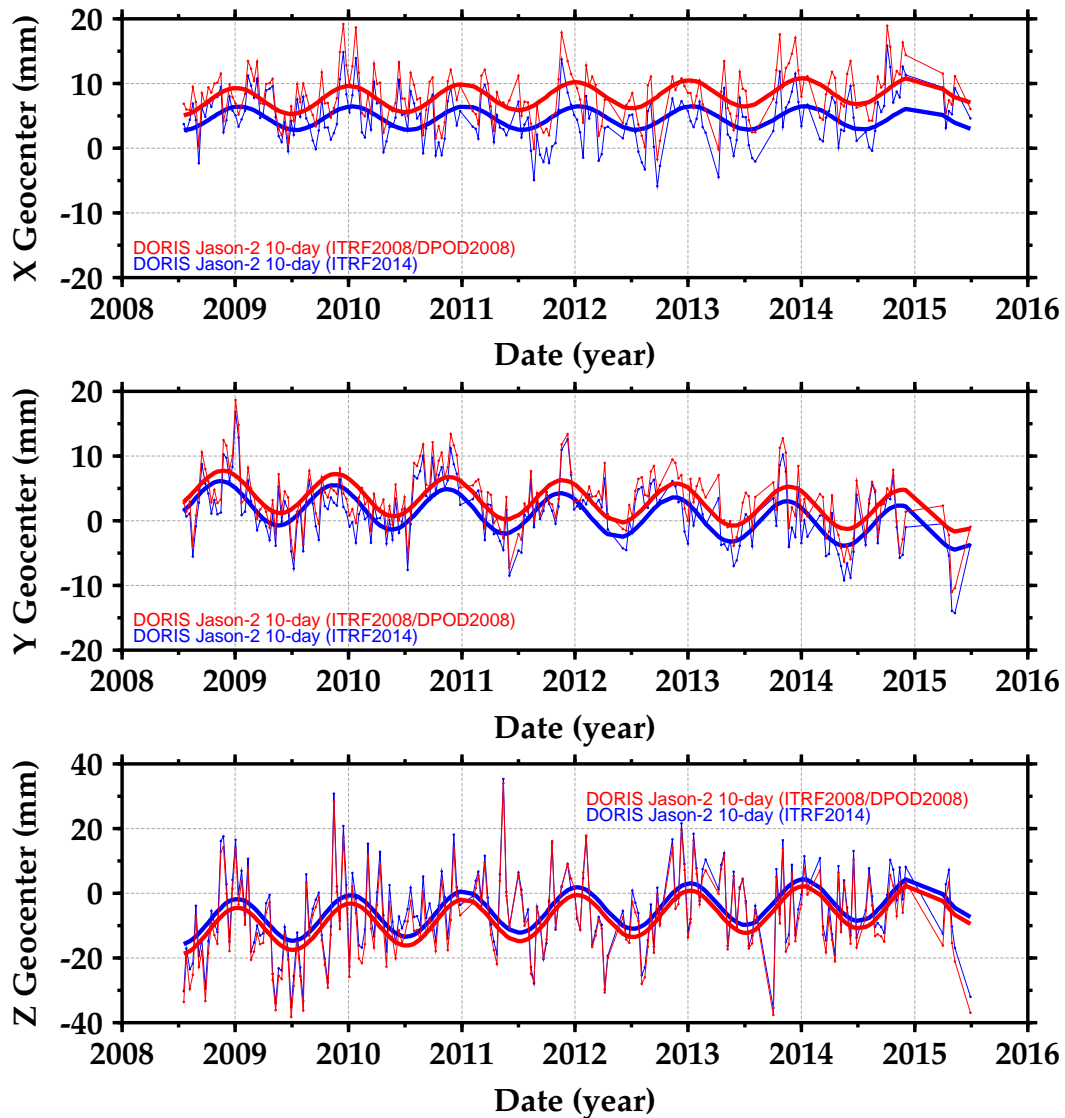 20
10
0
-10
-20
X Geocenter (mm)
DORIS Jason-2 10-day (ITRF2008/DPOD2008)
DORIS Jason-2 10-day (ITRF2014)
2008 2009 2010 2011 2012 2013 2014 2015 2016
Date (year)
20
10
0
-10
-20
Y Geocenter (mm)
DORIS Jason-2 10-day (ITRF2008/DPOD2008)
DORIS Jason-2 10-day (ITRF2014)
2008 2009 2010 2011 2012 2013 2014 2015 2016
Date (year)
40
20
0
-20
-40
Z Geocenter (mm)
DORIS Jason-2 10-day (ITRF2008/DPOD2008)
DORIS Jason-2 10-day (ITRF2014)
2008 2009 2010 2011 2012 2013 2014 2015 2016
Date (year)